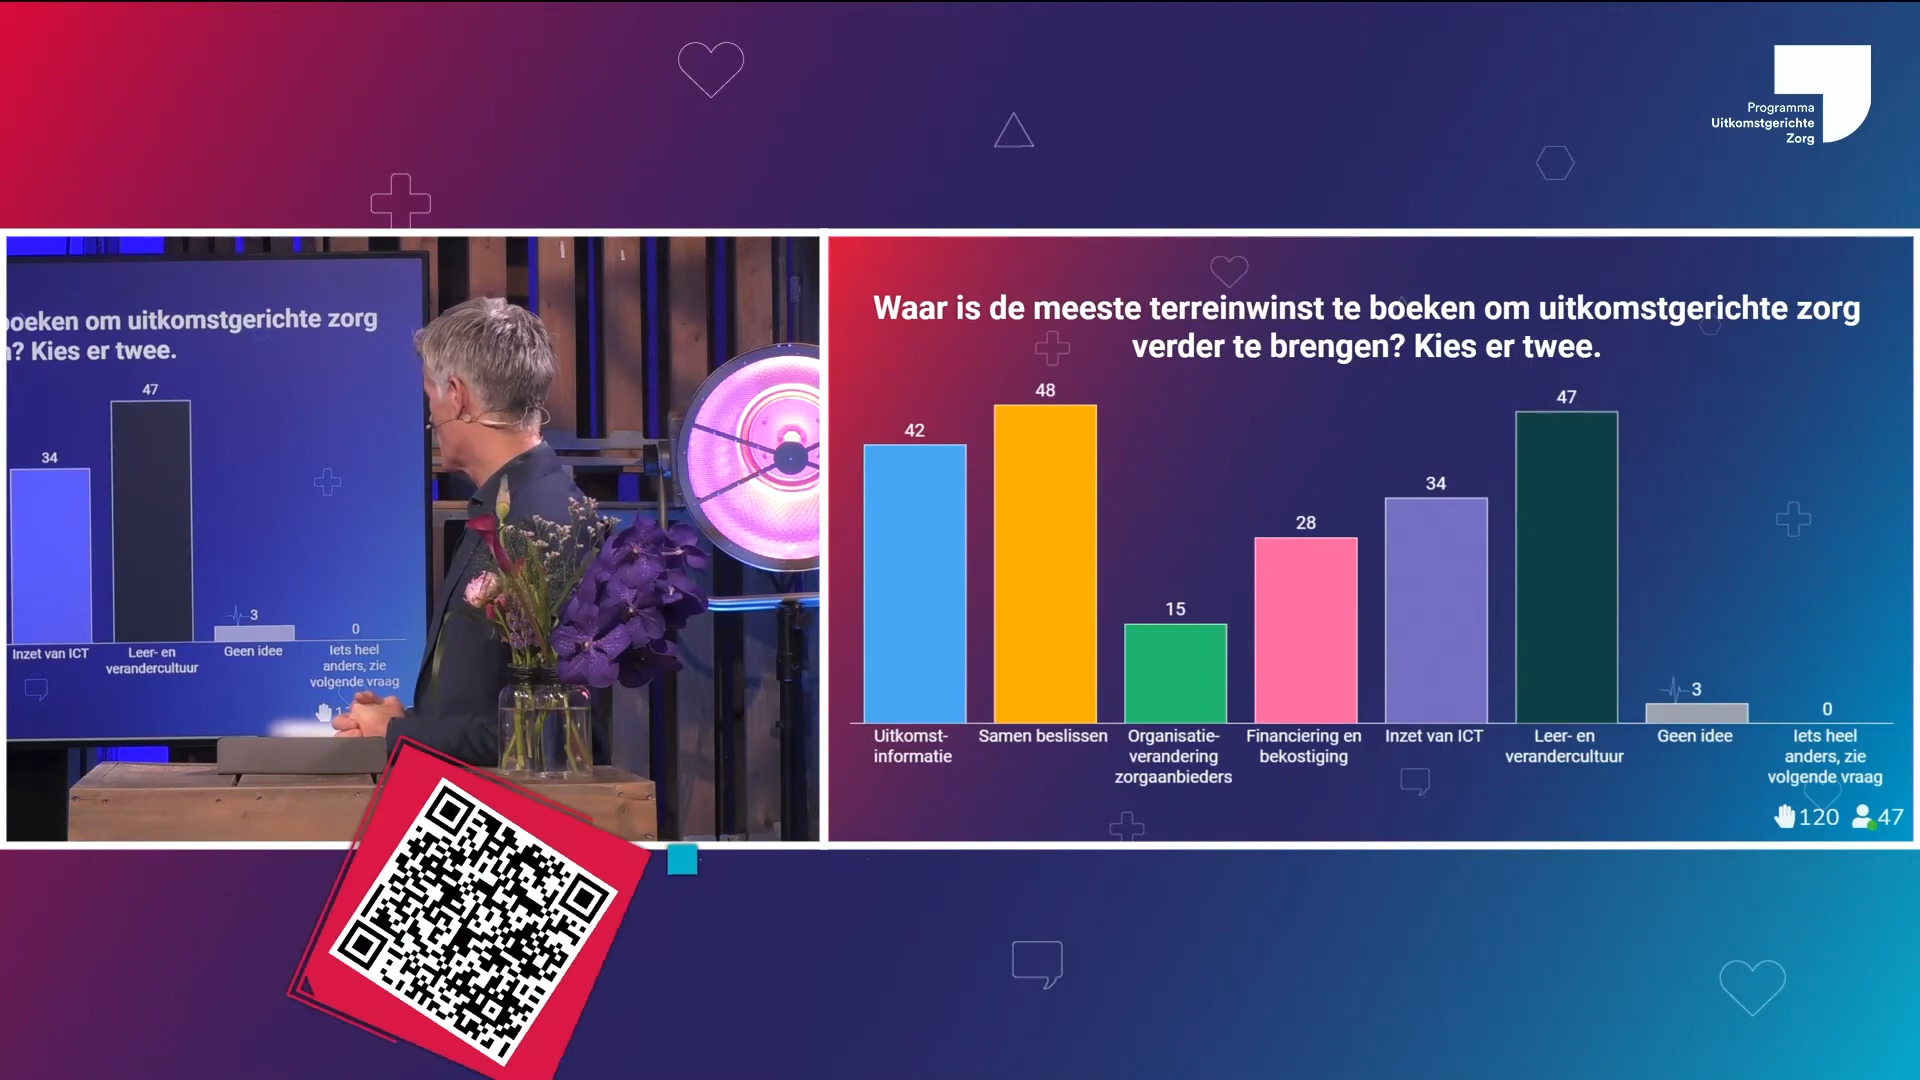 Programma
Uitkomstgerichte
Zorg
boeken om uitkomstgerichte zorg
n? Kies er twee.
47
34
3
0
Inzet van ICT
Leer- en
verandercultuur
Geen idee
Iets heel
anders, zie
volgende vraag
1
Waar is de meeste terreinwinst te boeken om uitkomstgerichte zorg
verder te brengen? Kies er twee.
42
48
15
28
34
47
3
0
Uitkomst-
informatie
Samen beslissen
Organisatie-
verandering
zorgaanbieders
Financiering en
bekostiging
Inzet van ICT
Leer- en
verandercultuur
Geen idee
Iets heel
anders, zie
volgende vraag
120 47